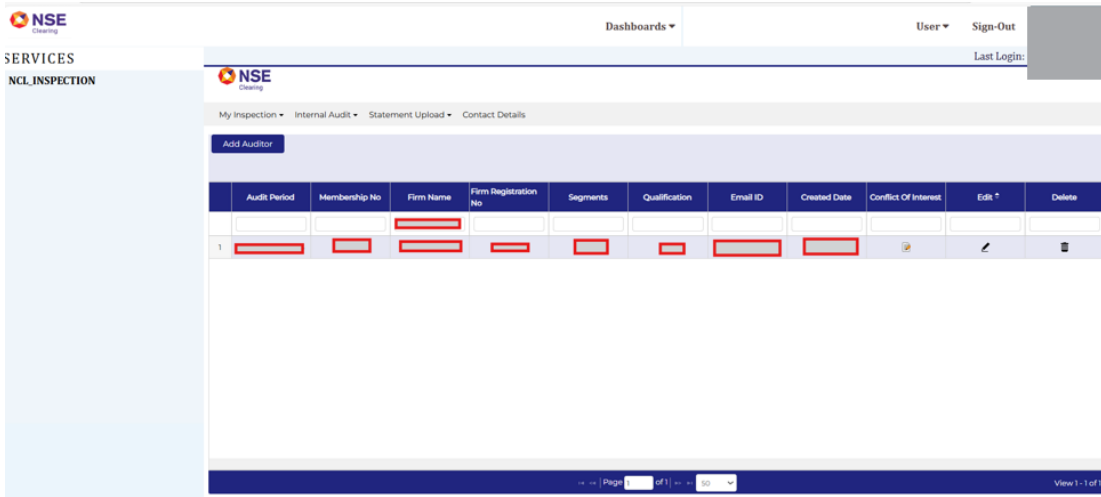 NSE
Clearing
Dashboards
User
Sign-Out
SERVICES
Last Login:
NCL_INSPECTION
NSE
Clearing
My Inspection Internal Audit Statement Upload Contact Details
Add Auditor
Audit Period Membership No Firm Name Firm Registration No Segments Qualification Email ID Created Date Conflict Of Interest Edit Delete
1
Page 1 of 1 50 View 1 - 1 of 1